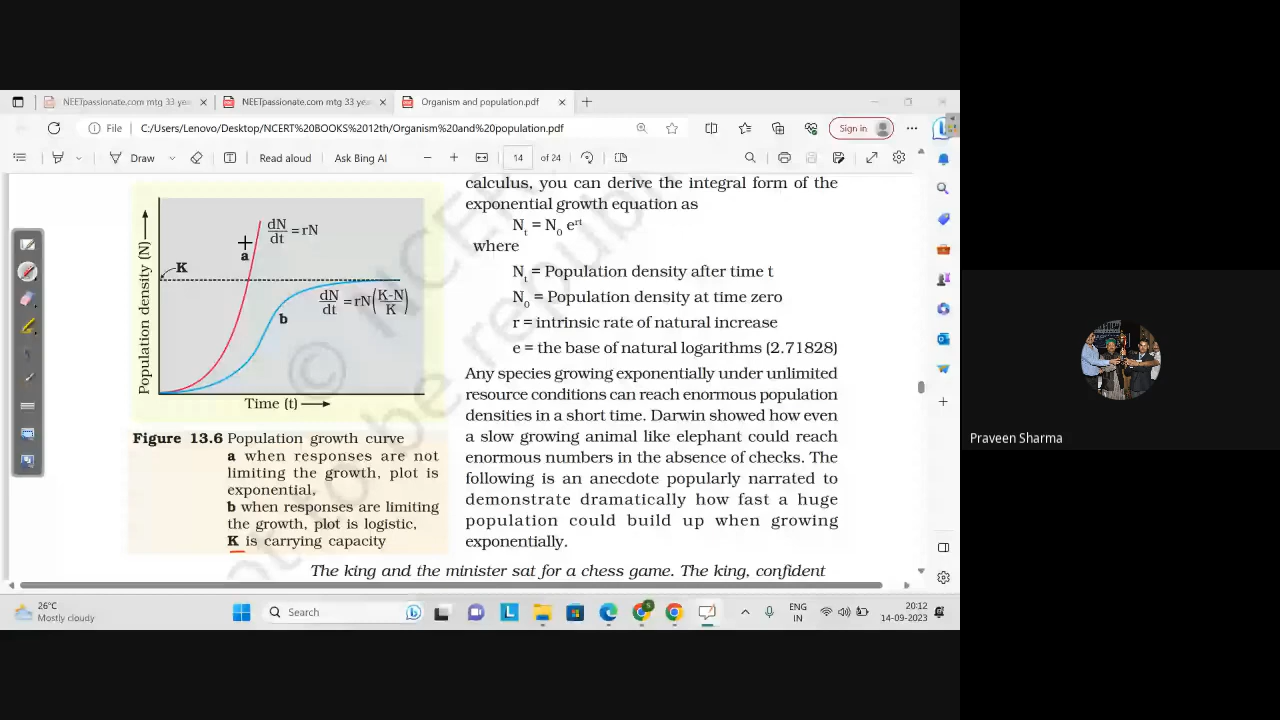 NEETpassionate.com mtg 33 yea
NEETpassionate.com mtg 33 yea
Organism and population.pdf
File
C:/Users/Lenovo/Desktop/NCERT%20BOOKS%2012th/Organism%20and%20population.pdf
Sign in
Draw
Read aloud
Ask Bing AI
14
of 24
Population density (N)
K
a
dN/dt = rN
b
dN/dt = rN(K-N/K)
Time (t)
Figure 13.6 Population growth curve
a when responses are not
limiting the growth, plot is
exponential,
b when responses are limiting
the growth, plot is logistic,
K is carrying capacity
calculus, you can derive the integral form of the
exponential growth equation as
Nt = N0 ert
where
Nt = Population density after time t
N0 = Population density at time zero
r = intrinsic rate of natural increase
e = the base of natural logarithms (2.71828)
Any species growing exponentially under unlimited
resource conditions can reach enormous population
densities in a short time. Darwin showed how even
a slow growing animal like elephant could reach
enormous numbers in the absence of checks. The
following is an anecdote popularly narrated to
demonstrate dramatically how fast a huge
population could build up when growing
exponentially.
The king and the minister sat for a chess game. The king, confident
© NCER
not to be republ
26°C
Mostly cloudy
Search
ENG
IN
20:12
14-09-2023
Praveen Sharma